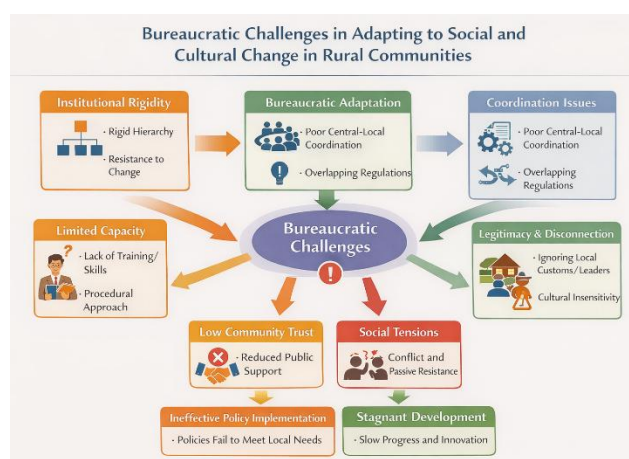 Bureaucratic Challenges in Adapting to Social and
Cultural Change in Rural Communities
Institutional Rigidity
· Rigid Hierarchy
· Resistance to
Change
Bureaucratic Adaptation
· Poor Central-Local
Coordination
· Overlapping Regulations
Coordination Issues
· Poor Central-Local
Coordination
· Overlapping
Regulations
Limited Capacity
· Lack of Training/
Skills
· Procedural
Approach
Bureaucratic
Challenges
Legitimacy & Disconnection
· Ignoring Local
Customs/Leaders
Cultural Insensitivity
Low Community Trust
· Reduced Public
Support
Social Tensions
· Conflict and
Passive Resistance
Ineffective Policy Implementation
· Policies Fail to Meet Local Needs
Stagnant Development
· Slow Progress and Innovation